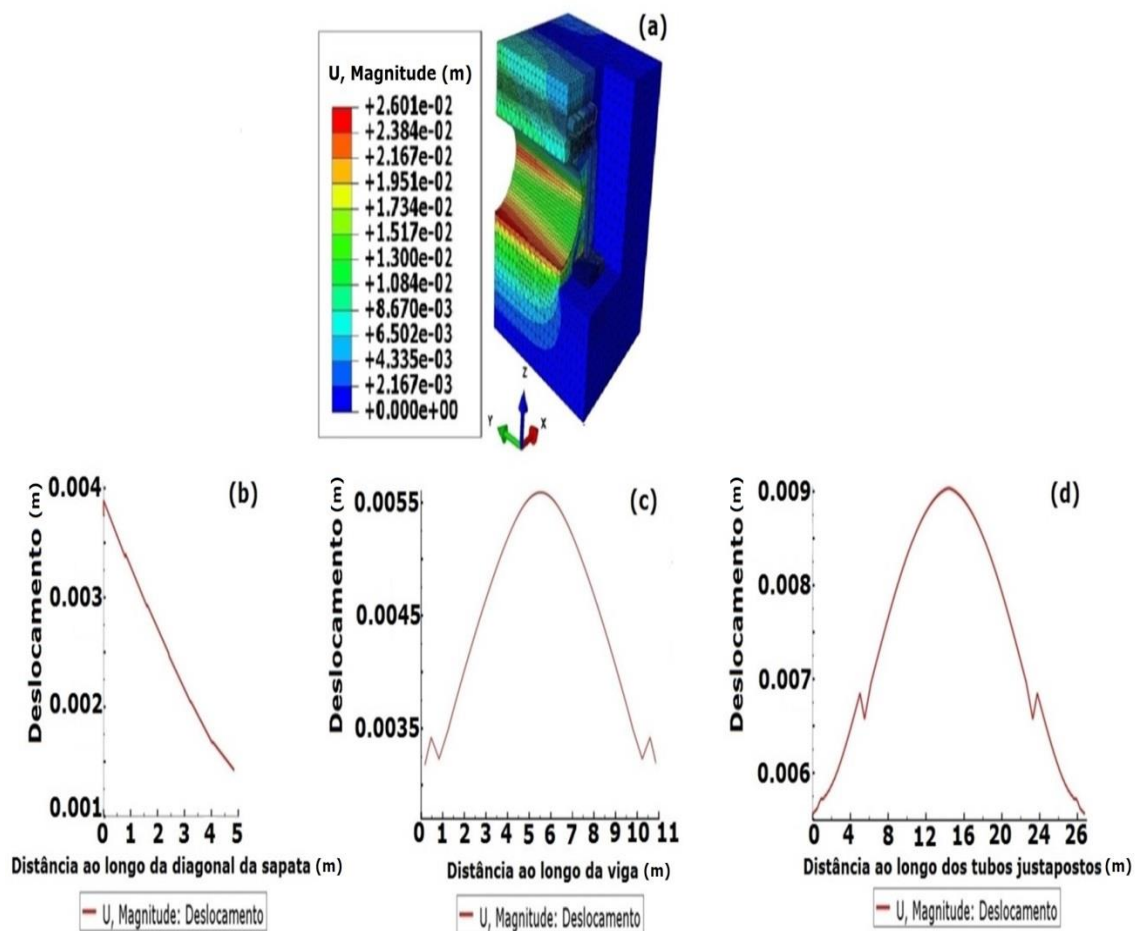 (a)
U, Magnitude (m)
+2.601e-02
+2.384e-02
+2.167e-02
+1.951e-02
+1.734e-02
+1.517e-02
+1.300e-02
+1.084e-02
+8.670e-03
+6.502e-03
+4.335e-03
+2.167e-03
+0.000e+00
Z
Y
X
(b)
Deslocamento (m)
0.004
0.003
0.002
0.001
0 1 2 3 4 5
Distância ao longo da diagonal da sapata (m)
U, Magnitude: Deslocamento
(c)
Deslocamento (m)
0.0055
0.0045
0.0035
0 1 2 3 4 5 6 7 8 9 10 11
Distância ao longo da viga (m)
U, Magnitude: Deslocamento
(d)
Deslocamento (m)
0.009
0.008
0.007
0.006
0 4 8 12 16 20 24 28
Distância ao longo dos tubos justapostos (m)
U, Magnitude: Deslocamento